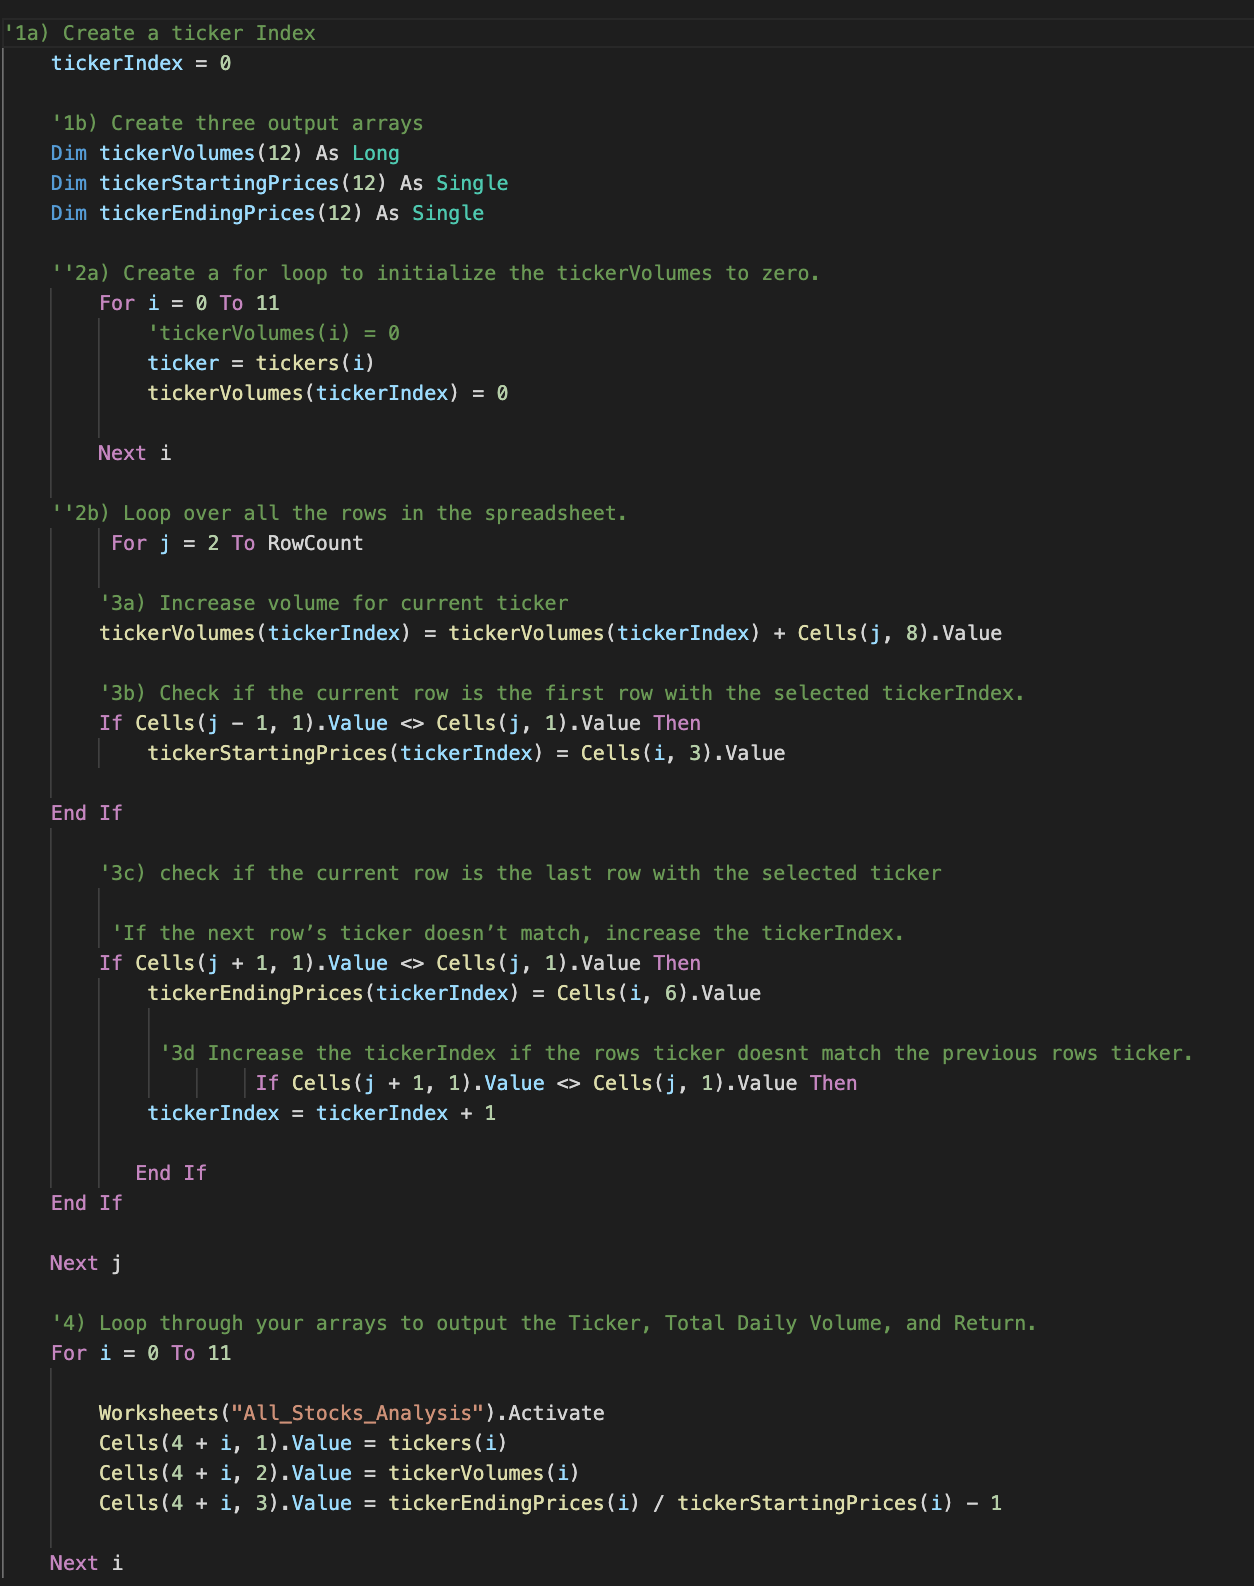 '1a) Create a ticker Index
tickerIndex = 0
'1b) Create three output arrays
Dim tickerVolumes(12) As Long
Dim tickerStartingPrices(12) As Single
Dim tickerEndingPrices(12) As Single
''2a) Create a for loop to initialize the tickerVolumes to zero.
For i = 0 To 11
'tickerVolumes(i) = 0
ticker = tickers(i)
tickerVolumes(tickerIndex) = 0
Next i
''2b) Loop over all the rows in the spreadsheet.
For j = 2 To RowCount
'3a) Increase volume for current ticker
tickerVolumes(tickerIndex) = tickerVolumes(tickerIndex) + Cells(j, 8).Value
'3b) Check if the current row is the first row with the selected tickerIndex.
If Cells(j - 1, 1).Value <> Cells(j, 1).Value Then
tickerStartingPrices(tickerIndex) = Cells(i, 3).Value
End If
'3c) check if the current row is the last row with the selected ticker
'If the next row’s ticker doesn’t match, increase the tickerIndex.
If Cells(j + 1, 1).Value <> Cells(j, 1).Value Then
tickerEndingPrices(tickerIndex) = Cells(i, 6).Value
'3d Increase the tickerIndex if the rows ticker doesnt match the previous rows ticker.
If Cells(j + 1, 1).Value <> Cells(j, 1).Value Then
tickerIndex = tickerIndex + 1
End If
End If
Next j
'4) Loop through your arrays to output the Ticker, Total Daily Volume, and Return.
For i = 0 To 11
Worksheets("All_Stocks_Analysis").Activate
Cells(4 + i, 1).Value = tickers(i)
Cells(4 + i, 2).Value = tickerVolumes(i)
Cells(4 + i, 3).Value = tickerEndingPrices(i) / tickerStartingPrices(i) - 1
Next i